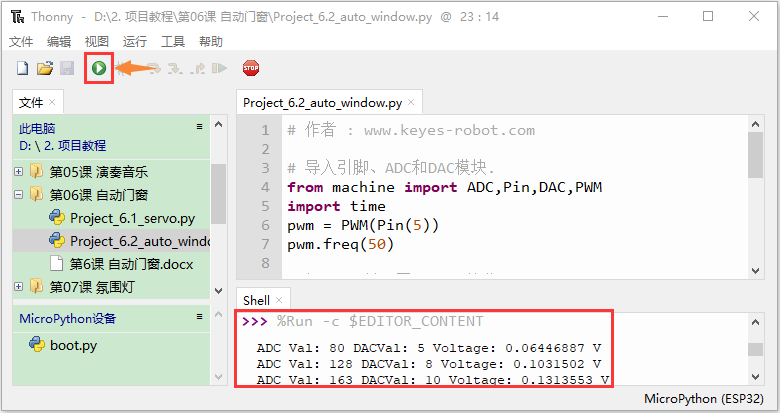 Thonny - D:\2. 项目教程\第06课 自动门窗\Project_6.2_auto_window.py @ 23 : 14
文件 编辑 视图 运行 工具 帮助
STOP
文件
此电脑
D: \ 2. 项目教程
第05课 演奏音乐
第06课 自动门窗
Project_6.1_servo.py
Project_6.2_auto_windo
第6课 自动门窗.docx
第07课 氛围灯
MicroPython设备
boot.py
Project_6.2_auto_window.py
1 # 作者 : www.keyes-robot.com
2
3 # 导入引脚、ADC和DAC模块.
4 from machine import ADC,Pin,DAC,PWM
5 import time
6 pwm = PWM(Pin(5))
7 pwm.freq(50)
8
Shell
>>> %Run -c $EDITOR_CONTENT
ADC Val: 80 DACVal: 5 Voltage: 0.06446887 V
ADC Val: 128 DACVal: 8 Voltage: 0.1031502 V
ADC Val: 163 DACVal: 10 Voltage: 0.1313553 V
MicroPython (ESP32)